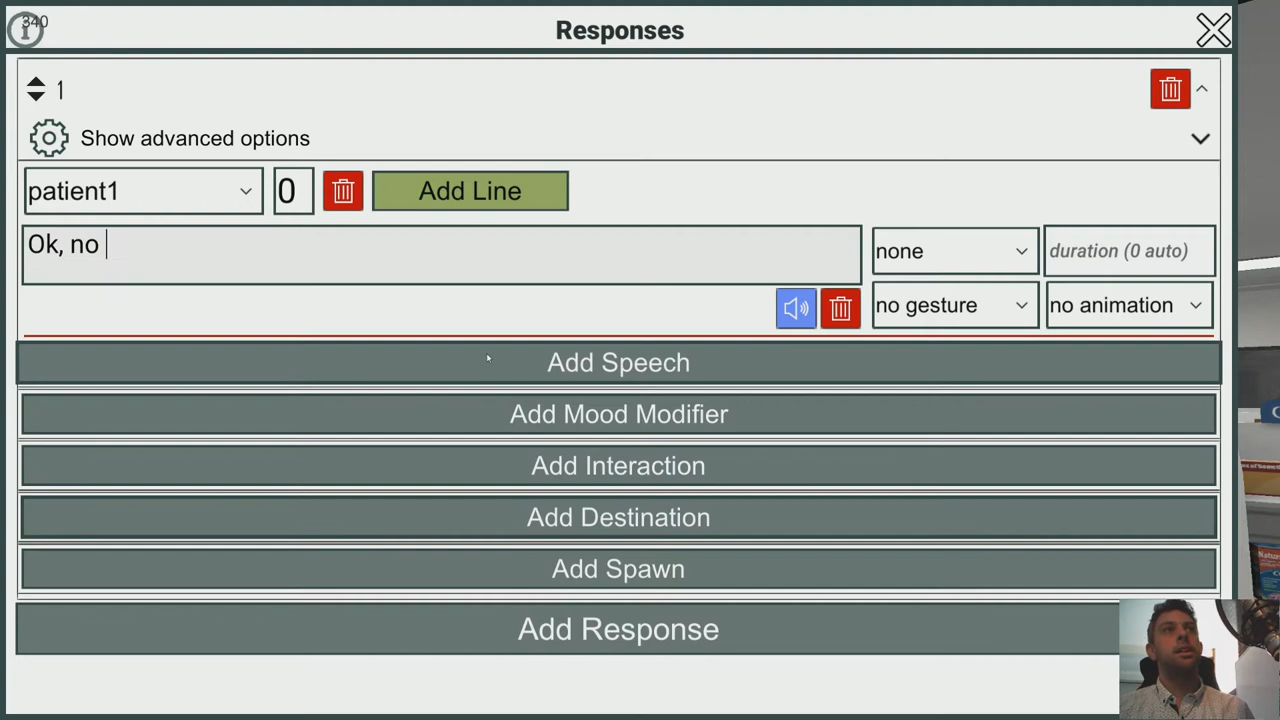 340
Responses
1
Show advanced options
patient1
0
Add Line
Ok, no
none
duration (0 auto)
no gesture
no animation
Add Speech
Add Mood Modifier
Add Interaction
Add Destination
Add Spawn
Add Response